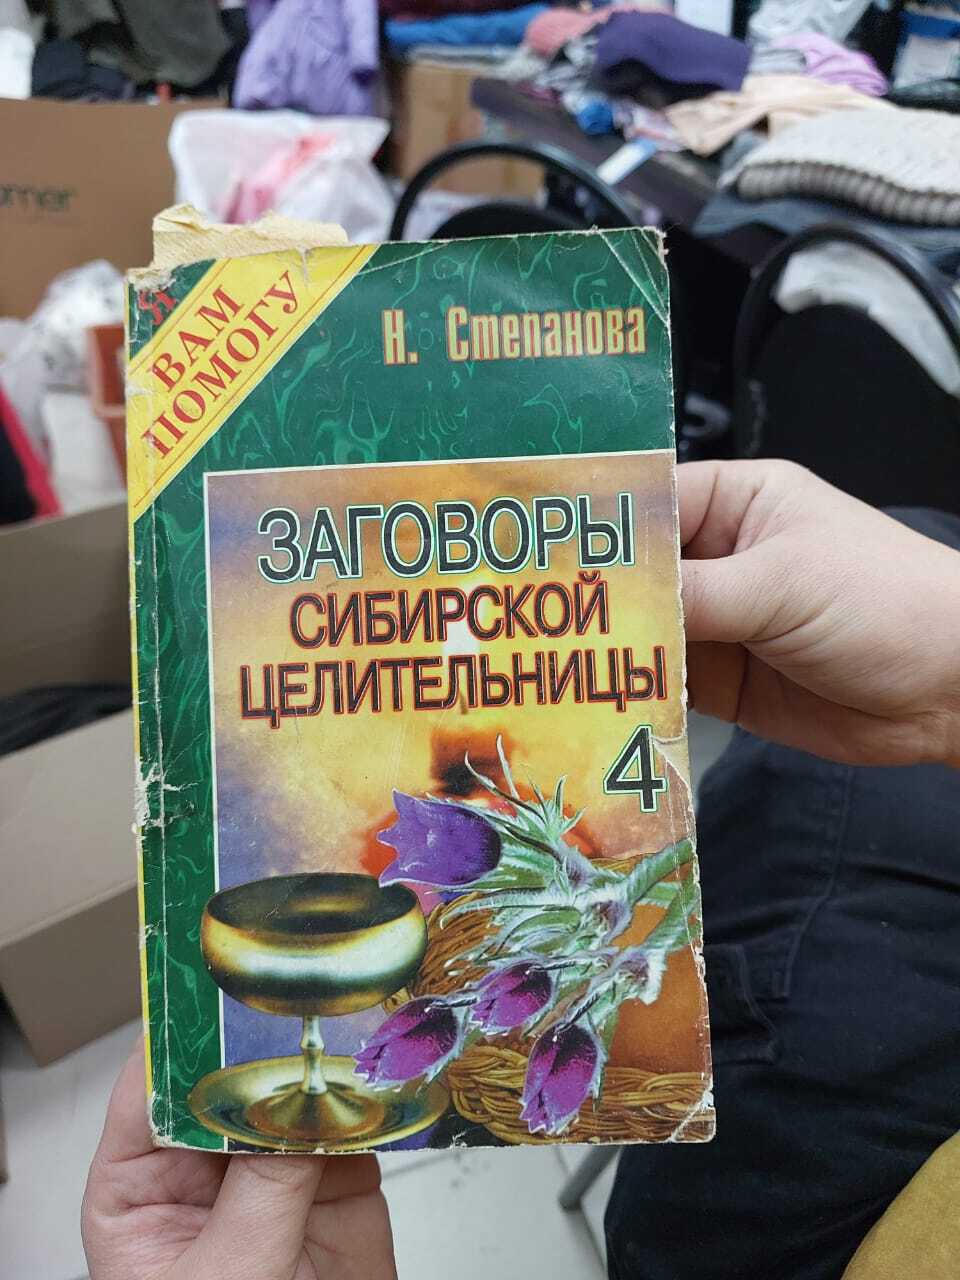 Я
ВАМ
ПОМОГУ
Н. Степанова
ЗАГОВОРЫ
СИБИРСКОЙ
ЦЕЛИТЕЛЬНИЦЫ
4